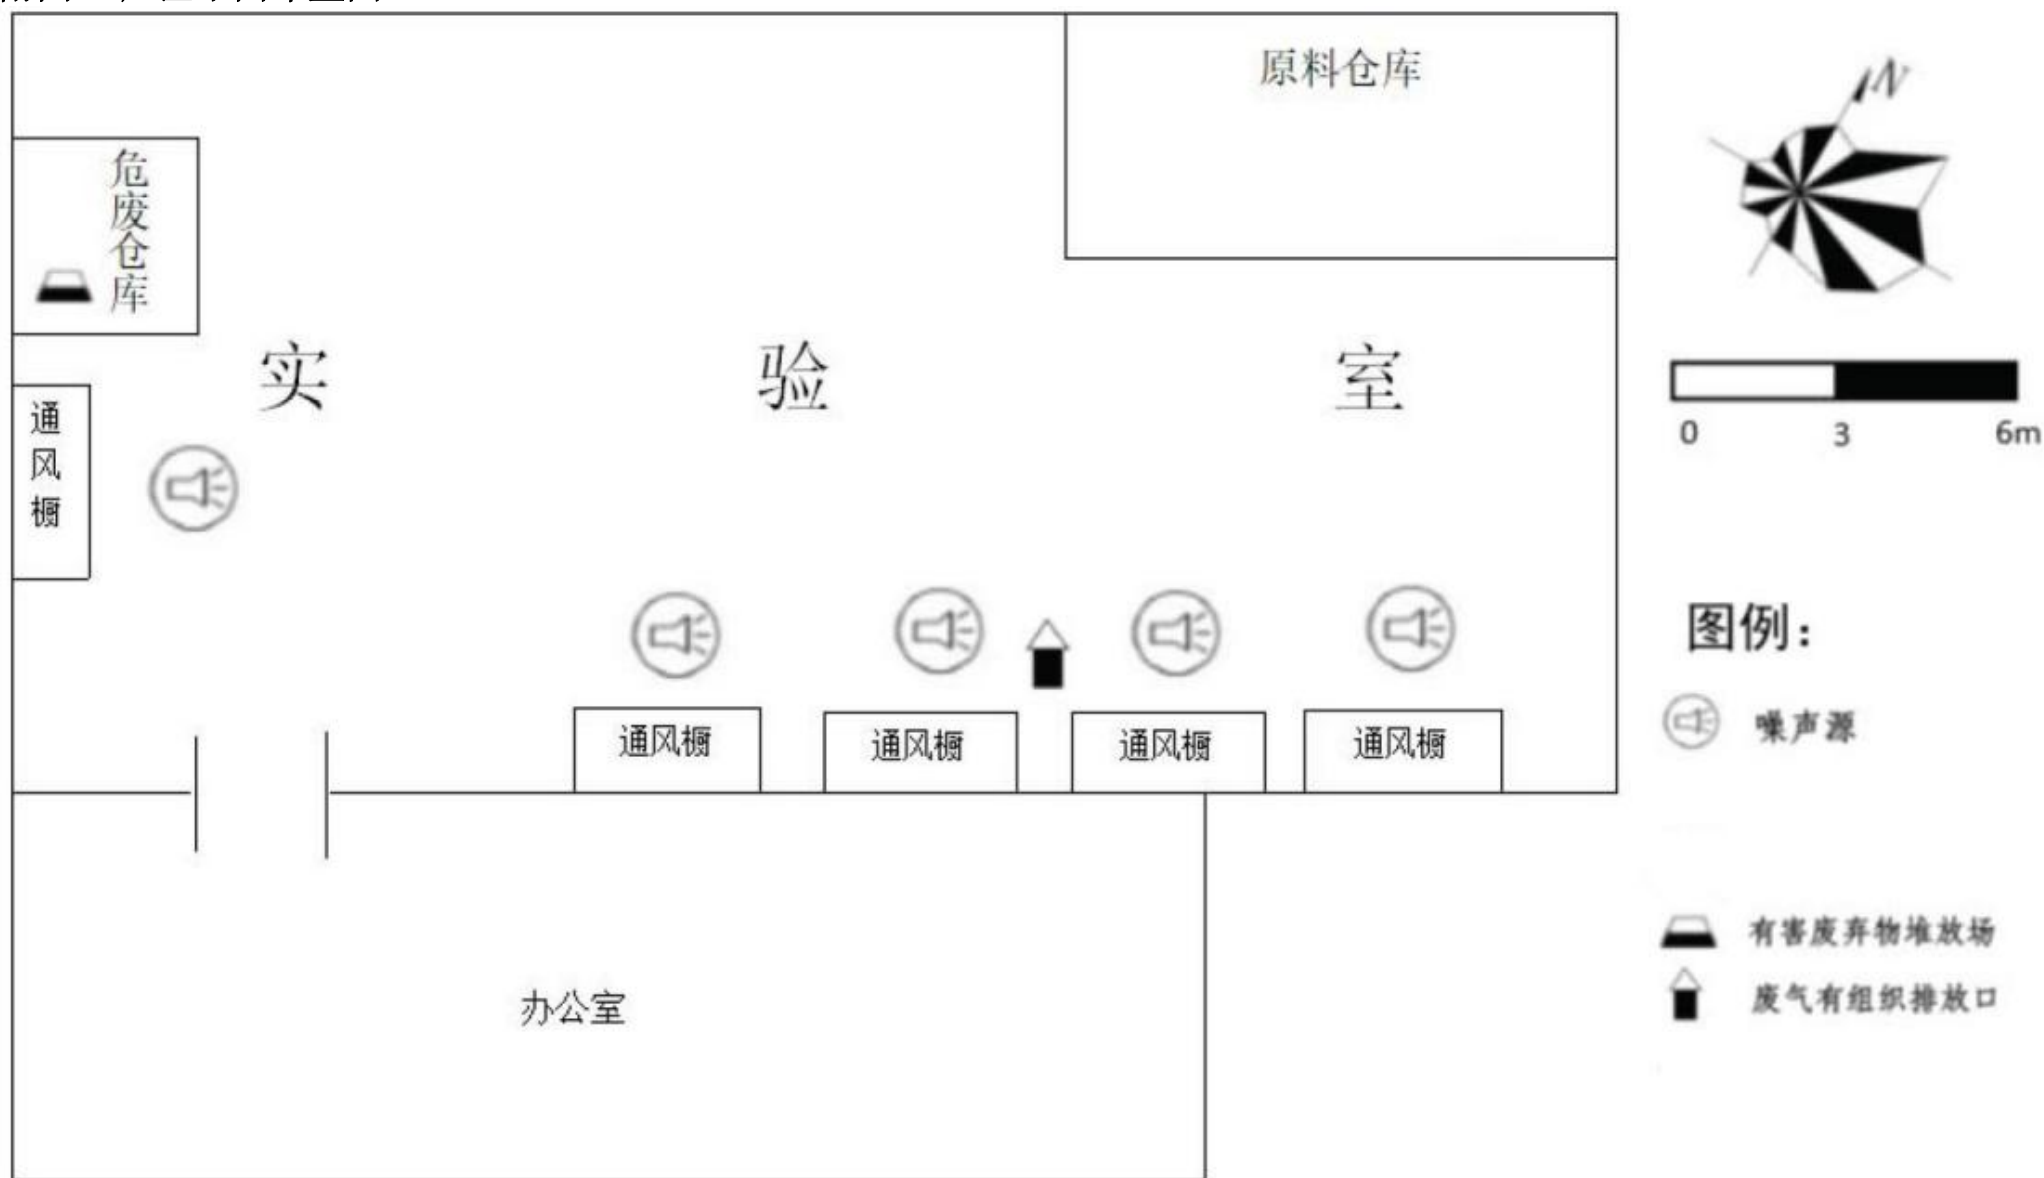 原料仓库
N
危废仓库
0 3 6m
实验室
通风橱
图例：
噪声源
通风橱 通风橱 通风橱 通风橱
有害废弃物堆放场
废气有组织排放口
办公室